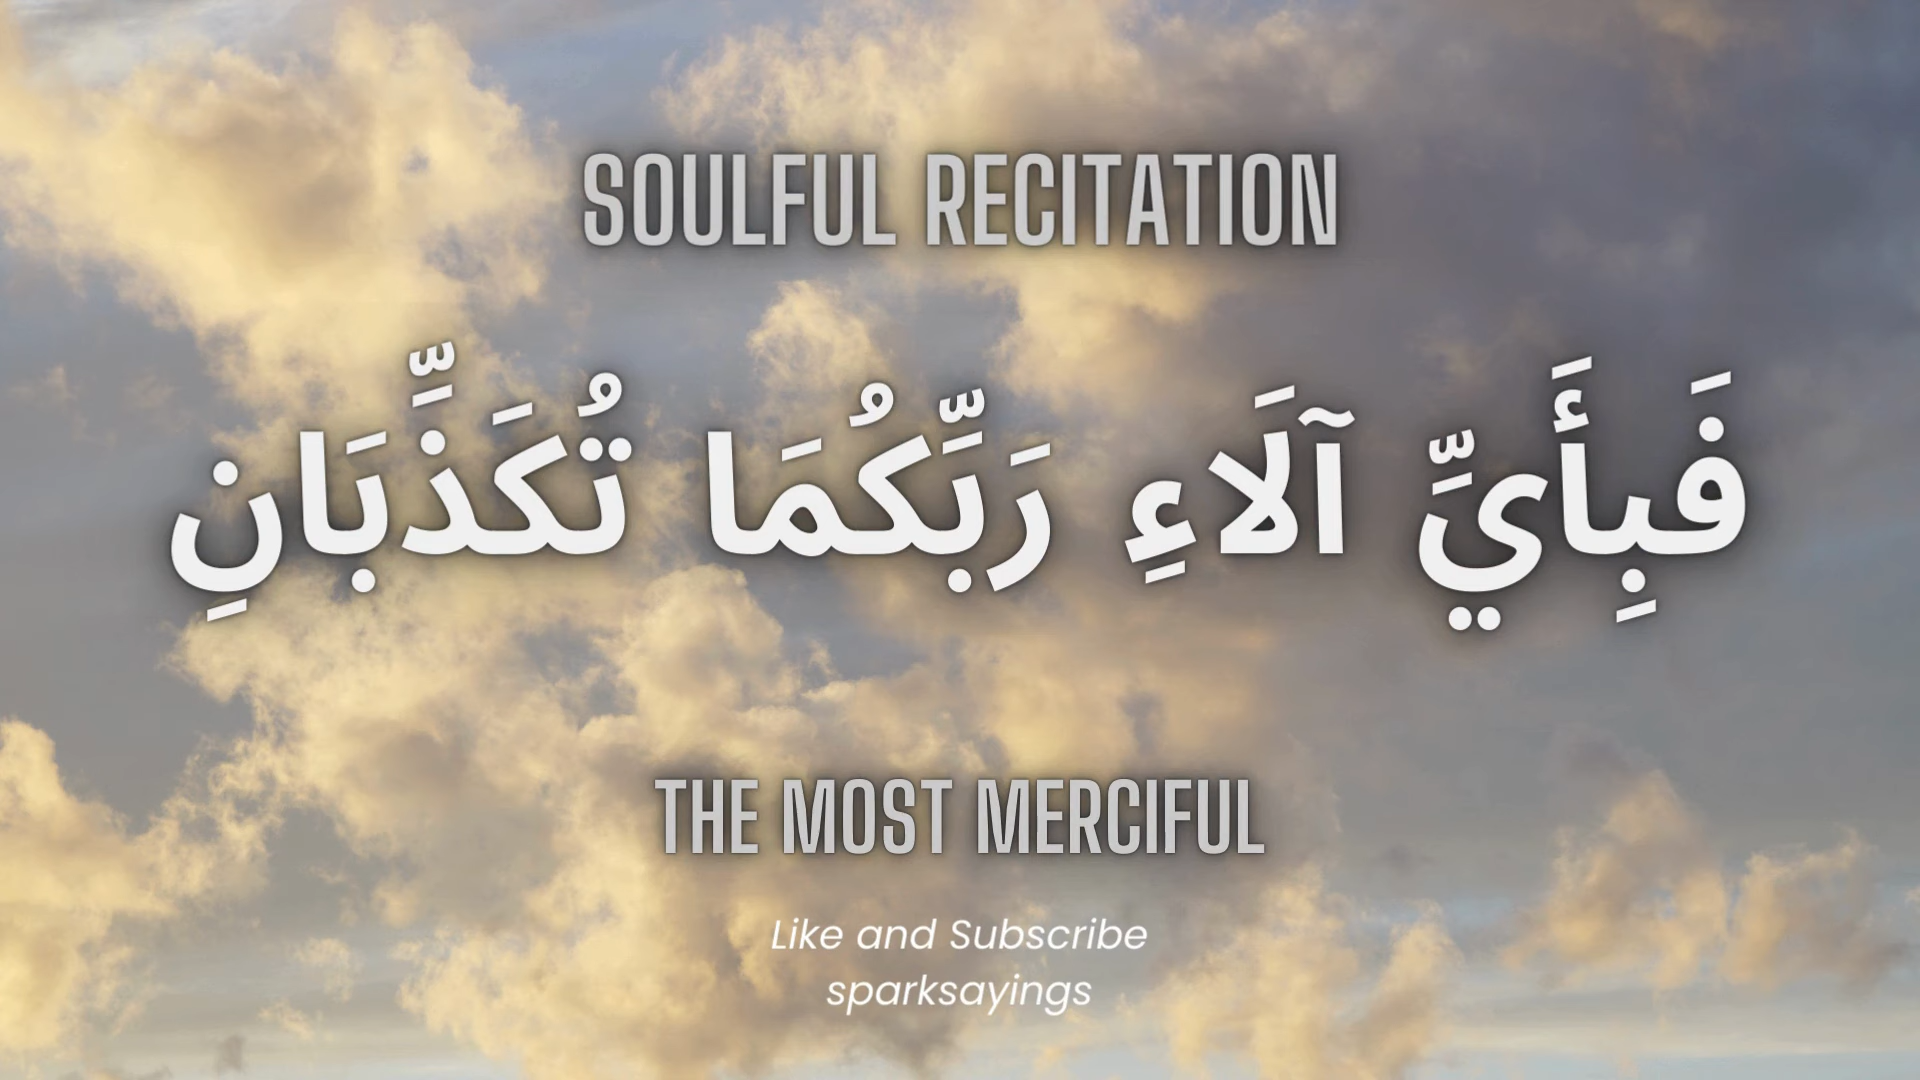 SOULFUL RECITATION
فَبِأَيِّ آلَاءِ رَبِّكُمَا تُكَذِّبَانِ
THE MOST MERCIFUL
Like and Subscribe
sparksayings